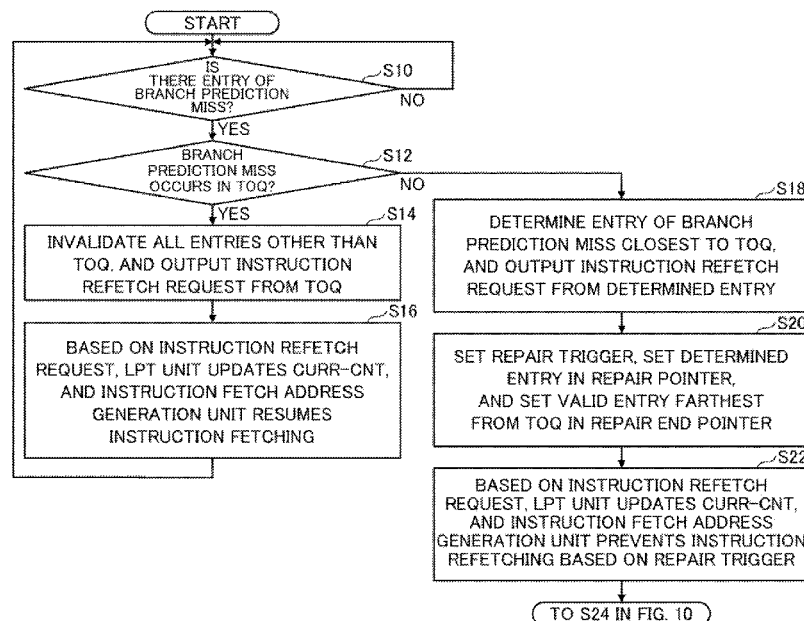 START
S10
IS
THERE ENTRY OF
BRANCH PREDICTION
MISS?
NO
YES
S12
BRANCH
PREDICTION MISS
OCCURS IN TOQ?
NO
YES
S14
INVALIDATE ALL ENTRIES OTHER THAN
TOQ, AND OUTPUT INSTRUCTION
REFETCH REQUEST FROM TOQ
S16
BASED ON INSTRUCTION REFETCH
REQUEST, LPT UNIT UPDATES CURR-CNT,
AND INSTRUCTION FETCH ADDRESS
GENERATION UNIT RESUMES
INSTRUCTION FETCHING
S18
DETERMINE ENTRY OF BRANCH
PREDICTION MISS CLOSEST TO TOQ,
AND OUTPUT INSTRUCTION REFETCH
REQUEST FROM DETERMINED ENTRY
S20
SET REPAIR TRIGGER, SET DETERMINED
ENTRY IN REPAIR POINTER,
AND SET VALID ENTRY FARTHEST
FROM TOQ IN REPAIR END POINTER
S22
BASED ON INSTRUCTION REFETCH
REQUEST, LPT UNIT UPDATES CURR-CNT,
AND INSTRUCTION FETCH ADDRESS
GENERATION UNIT PREVENTS INSTRUCTION
REFETCHING BASED ON REPAIR TRIGGER
TO S24 IN FIG. 10